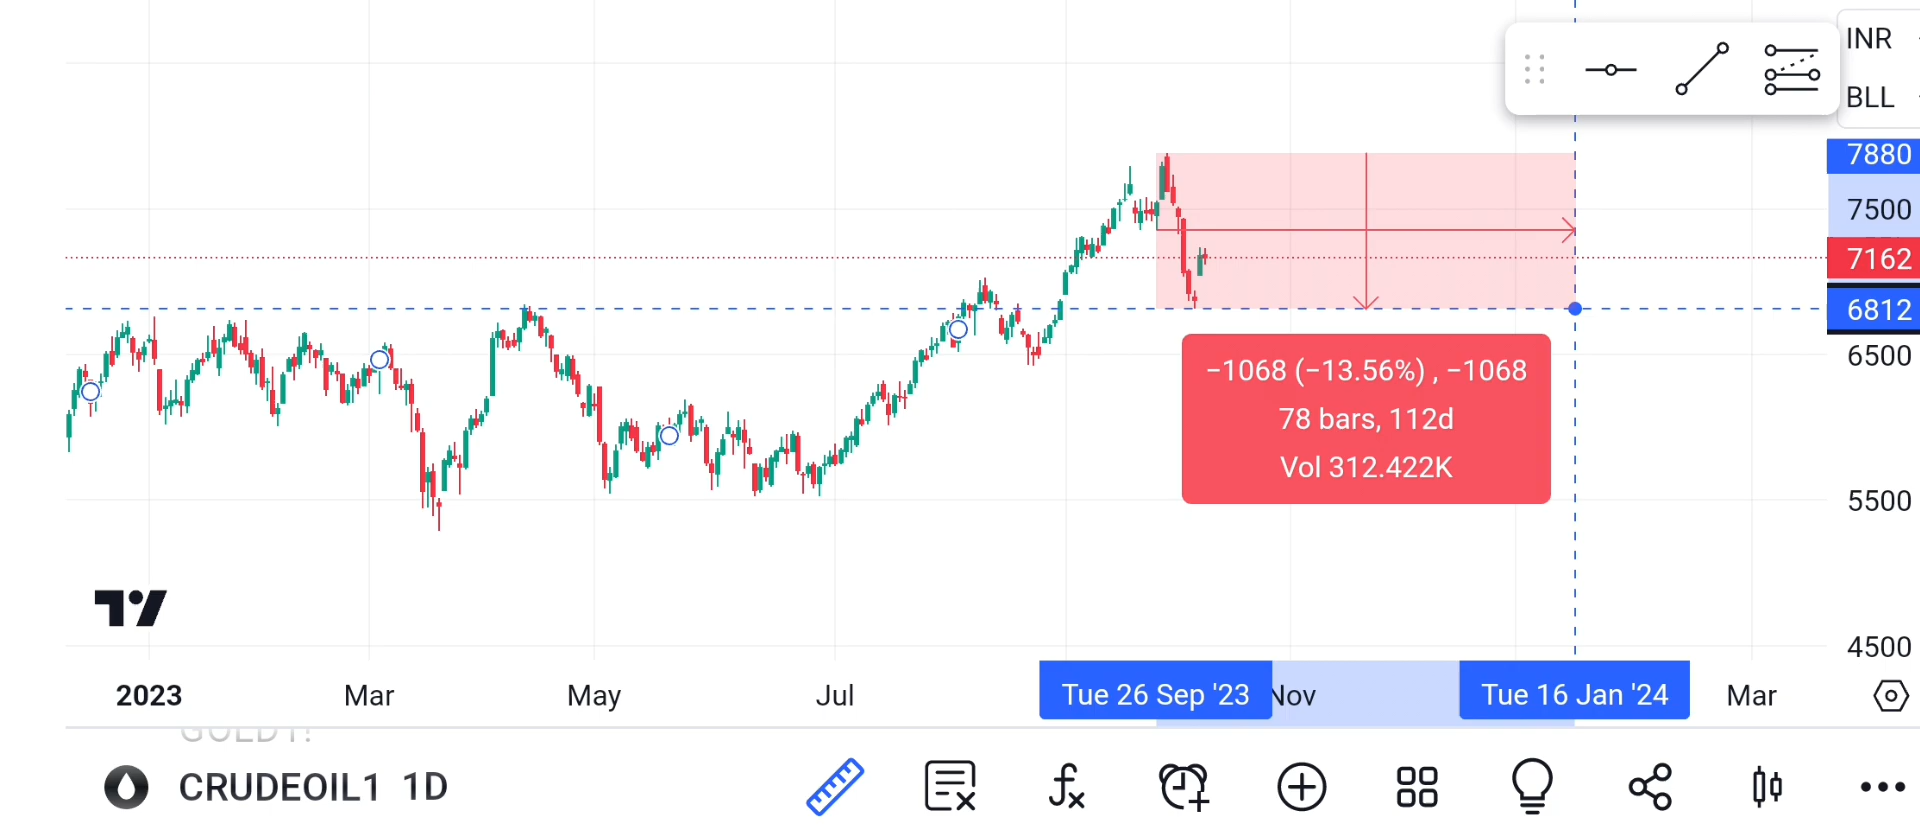 INR
BLL
7880
7500
7162
6812
6500
5500
4500
−1068 (−13.56%) , −1068
78 bars, 112d
Vol 312.422K
2023 Mar May Jul Tue 26 Sep '23 Nov Tue 16 Jan '24 Mar
GOLD1!
CRUDEOIL1 1D